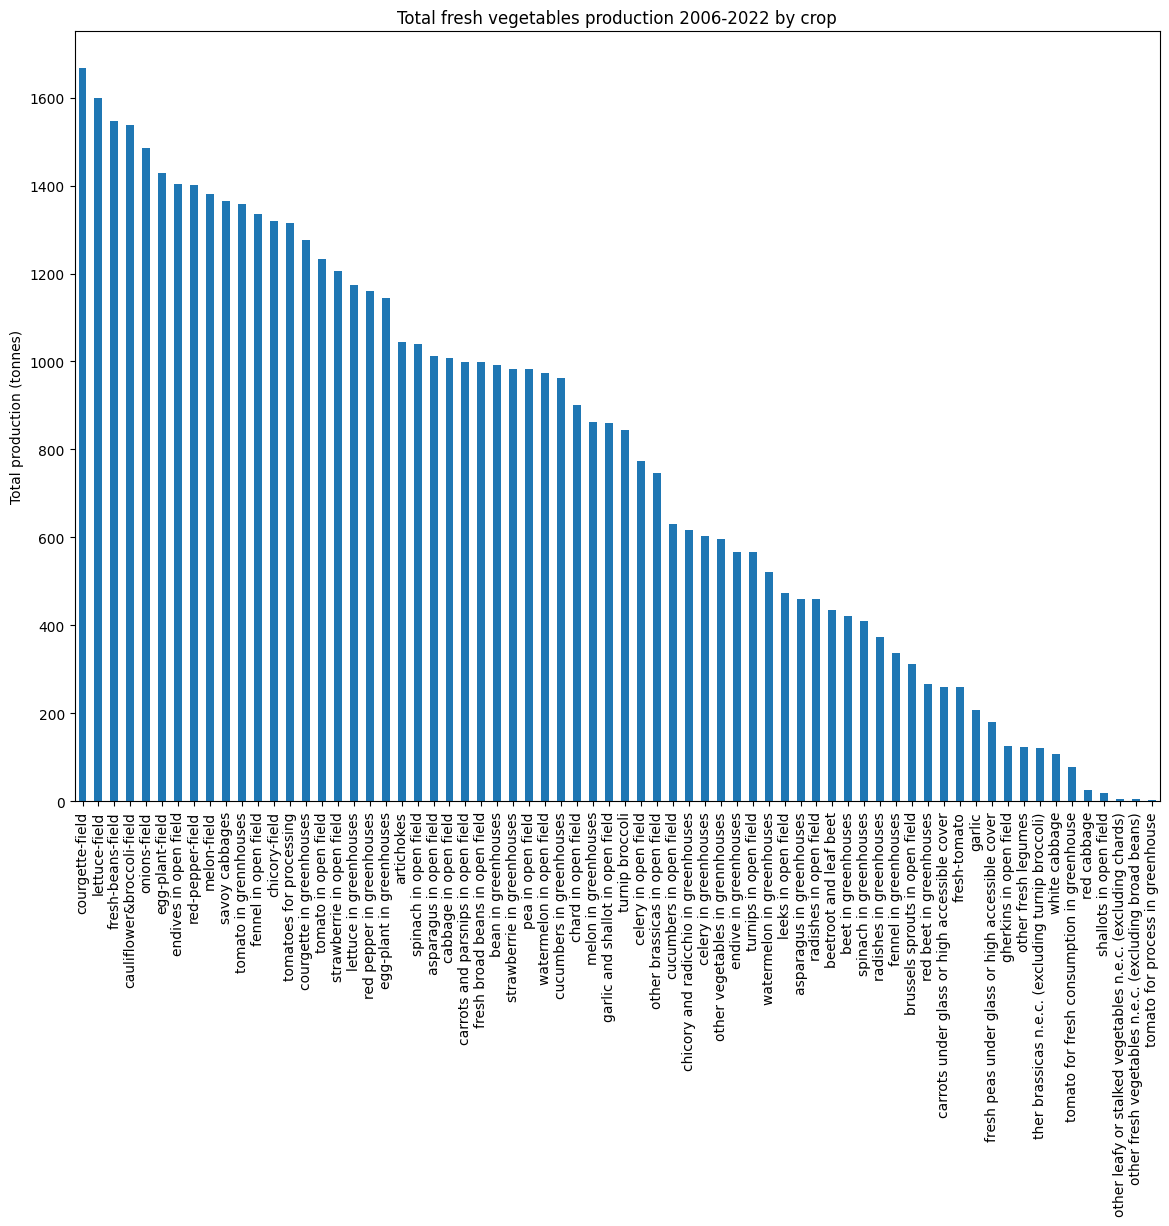 Total fresh vegetables production 2006-2022 by crop
Total production (tonnes)
1600
1400
1200
1000
800
600
400
200
0
courgette-field
lettuce-field
fresh-beans-field
cauliflower&broccoli-field
onions-field
egg-plant-field
endives in open field
red-pepper-field
melon-field
savoy cabbages
tomato in grenhouses
fennel in open field
chicory-field
tomatoes for processing
courgette in greenhouses
tomato in open field
strawberrie in open field
lettuce in greenhouses
red pepper in greenhouses
egg-plant in greenhouses
artichokes
spinach in open field
asparagus in open field
cabbage in open field
carrots and parsnips in open field
fresh broad beans in open field
bean in greenhouses
strawberrie in greenhouses
pea in open field
watermelon in open field
cucumbers in greenhouses
chard in open field
melon in greenhouses
garlic and shallot in open field
turnip broccoli
celery in open field
other brassicas in open field
cucumbers in open field
chicory and radicchio in greenhouses
celery in greenhouses
other vegetables in grenhouses
endive in greenhouses
turnips in open field
watermelon in greenhouses
leeks in open field
asparagus in greenhouses
radishes in open field
beetroot and leaf beet
beet in greenhouses
spinach in greenhouses
radishes in greenhouses
fennel in greenhouses
brussels sprouts in open field
red beet in greenhouses
carrots under glass or high accessible cover
fresh-tomato
garlic
fresh peas under glass or high accessible cover
gherkins in open field
other fresh legumes
ther brassicas n.e.c. (excluding turnip broccoli)
white cabbage
tomato for fresh consumption in greenhouse
red cabbage
shallots in open field
other leafy or stalked vegetables n.e.c. (excluding chards)
other fresh vegetables n.e.c. (excluding broad beans)
tomato for process in greenhouse